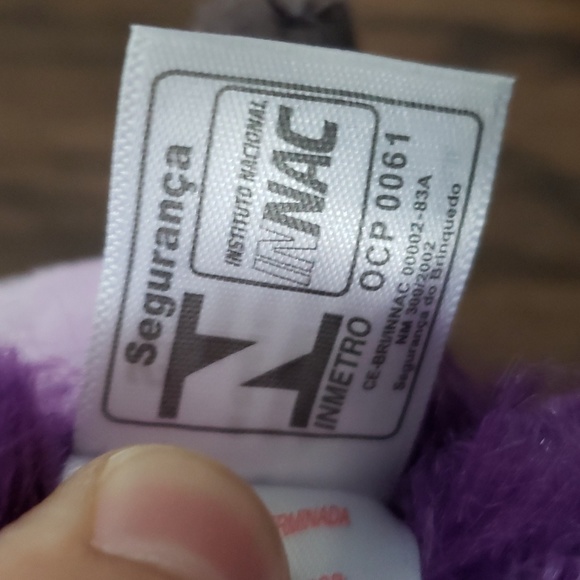 Segurança
INSTITUTO NACIONAL
INNAC
OCP 0061
INMETRO
CE-BRI/INNAC 00002-83A
NM 300/2002
Segurança do Brinquedo